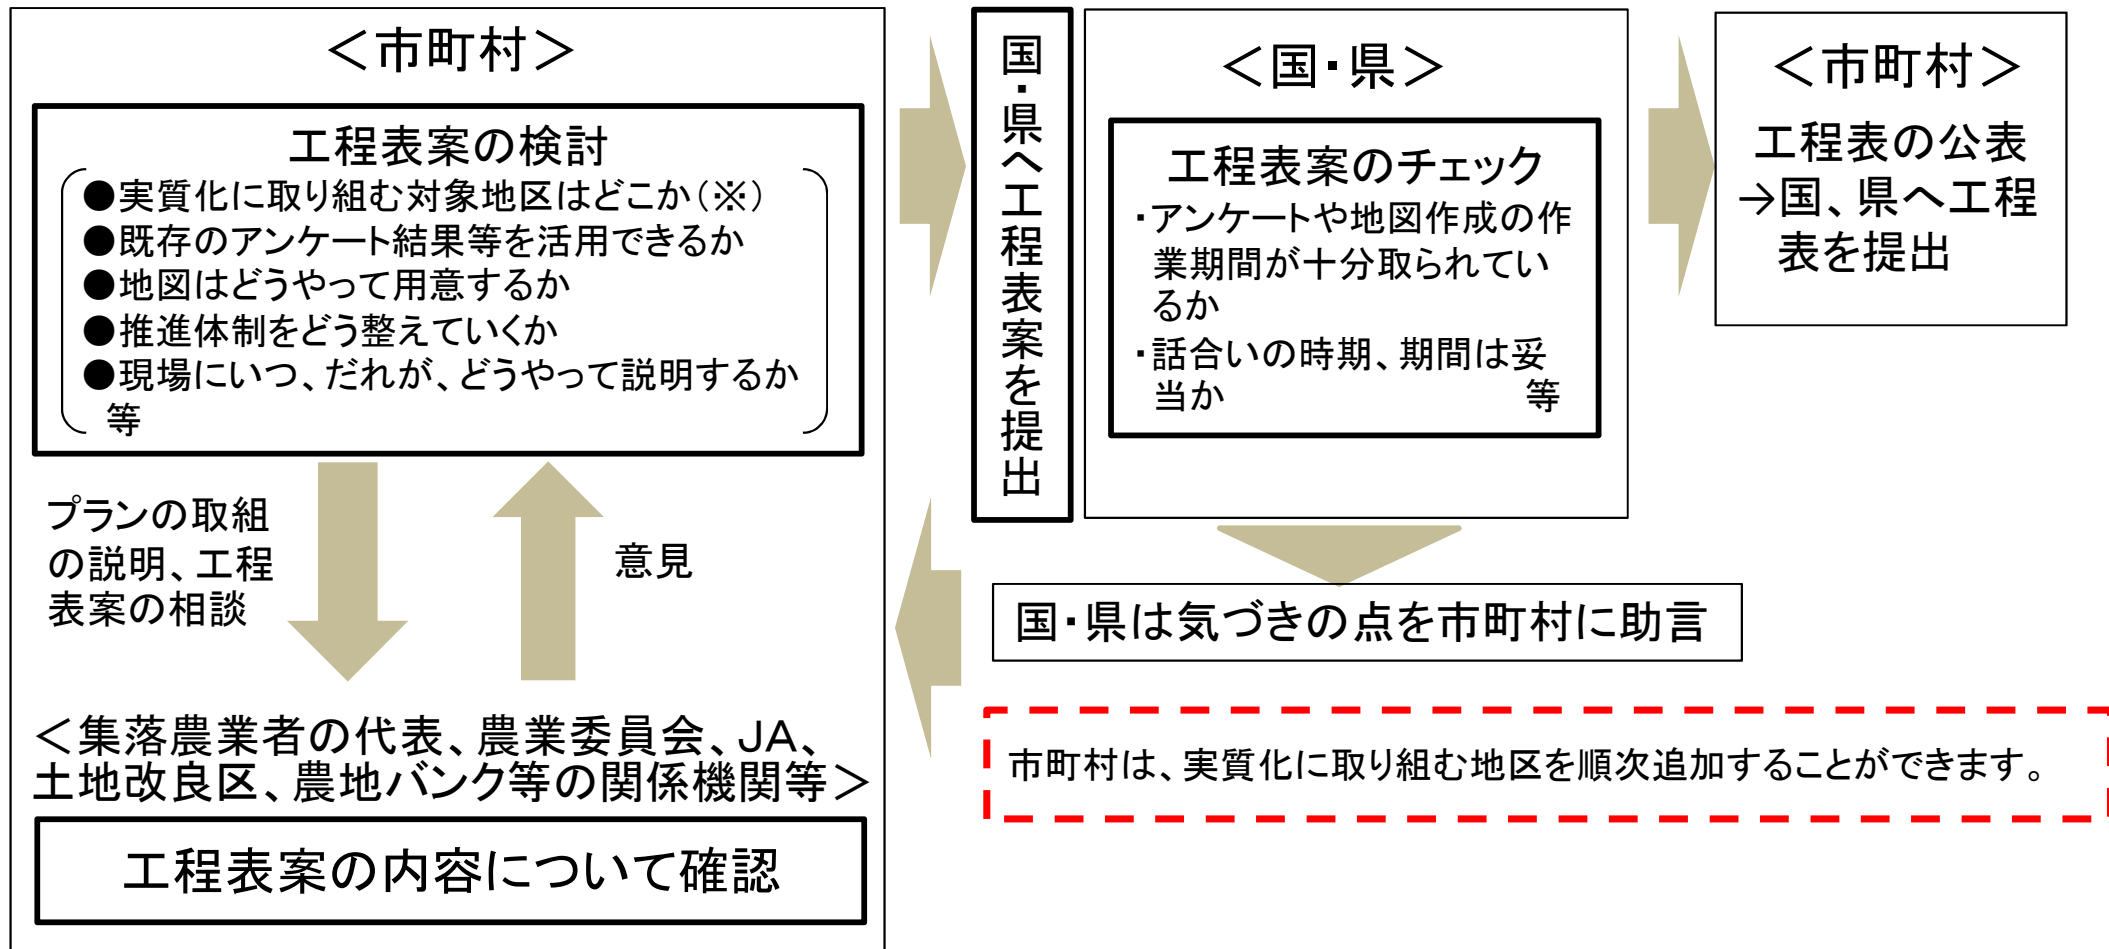 ＜市町村＞
工程表案の検討
●実質化に取り組む対象地区はどこか（※）
●既存のアンケート結果等を活用できるか
●地図はどうやって用意するか
●推進体制をどう整えていくか
●現場にいつ、だれが、どうやって説明するか
等
プランの取組
の説明、工程
表案の相談
意見
＜集落農業者の代表、農業委員会、JA、
土地改良区、農地バンク等の関係機関等＞
工程表案の内容について確認
国・県へ工程表案を提出
＜国・県＞
工程表案のチェック
・アンケートや地図作成の作
業期間が十分取られてい
るか
・話合いの時期、期間は妥
当か 等
国・県は気づきの点を市町村に助言
＜市町村＞
工程表の公表
→国、県へ工程
表を提出
市町村は、実質化に取り組む地区を順次追加することができます。